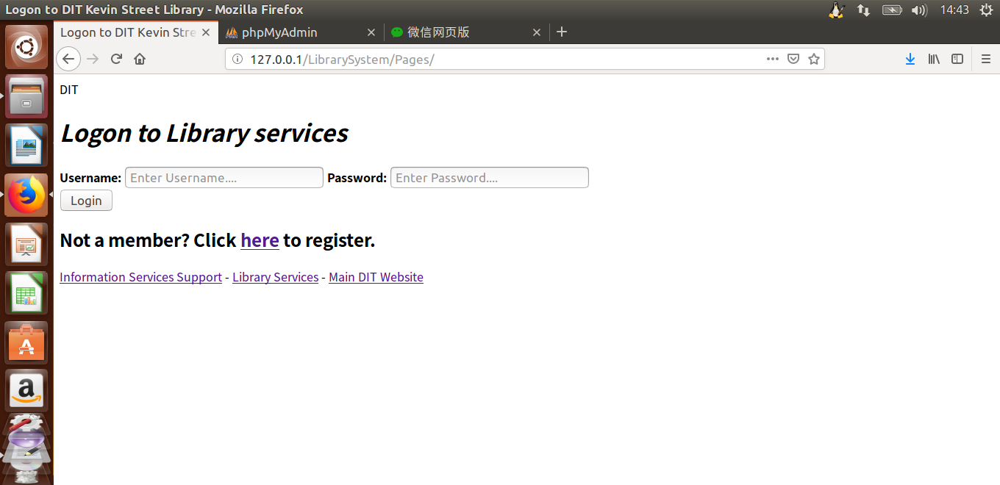 Logon to DIT Kevin Street Library - Mozilla Firefox
14:43
Logon to DIT Kevin Stre
phpMyAdmin
微信网页版
127.0.0.1/LibrarySystem/Pages/
DIT
Logon to Library services
Username: Enter Username.... Password: Enter Password....
Login
Not a member? Click here to register.
Information Services Support - Library Services - Main DIT Website